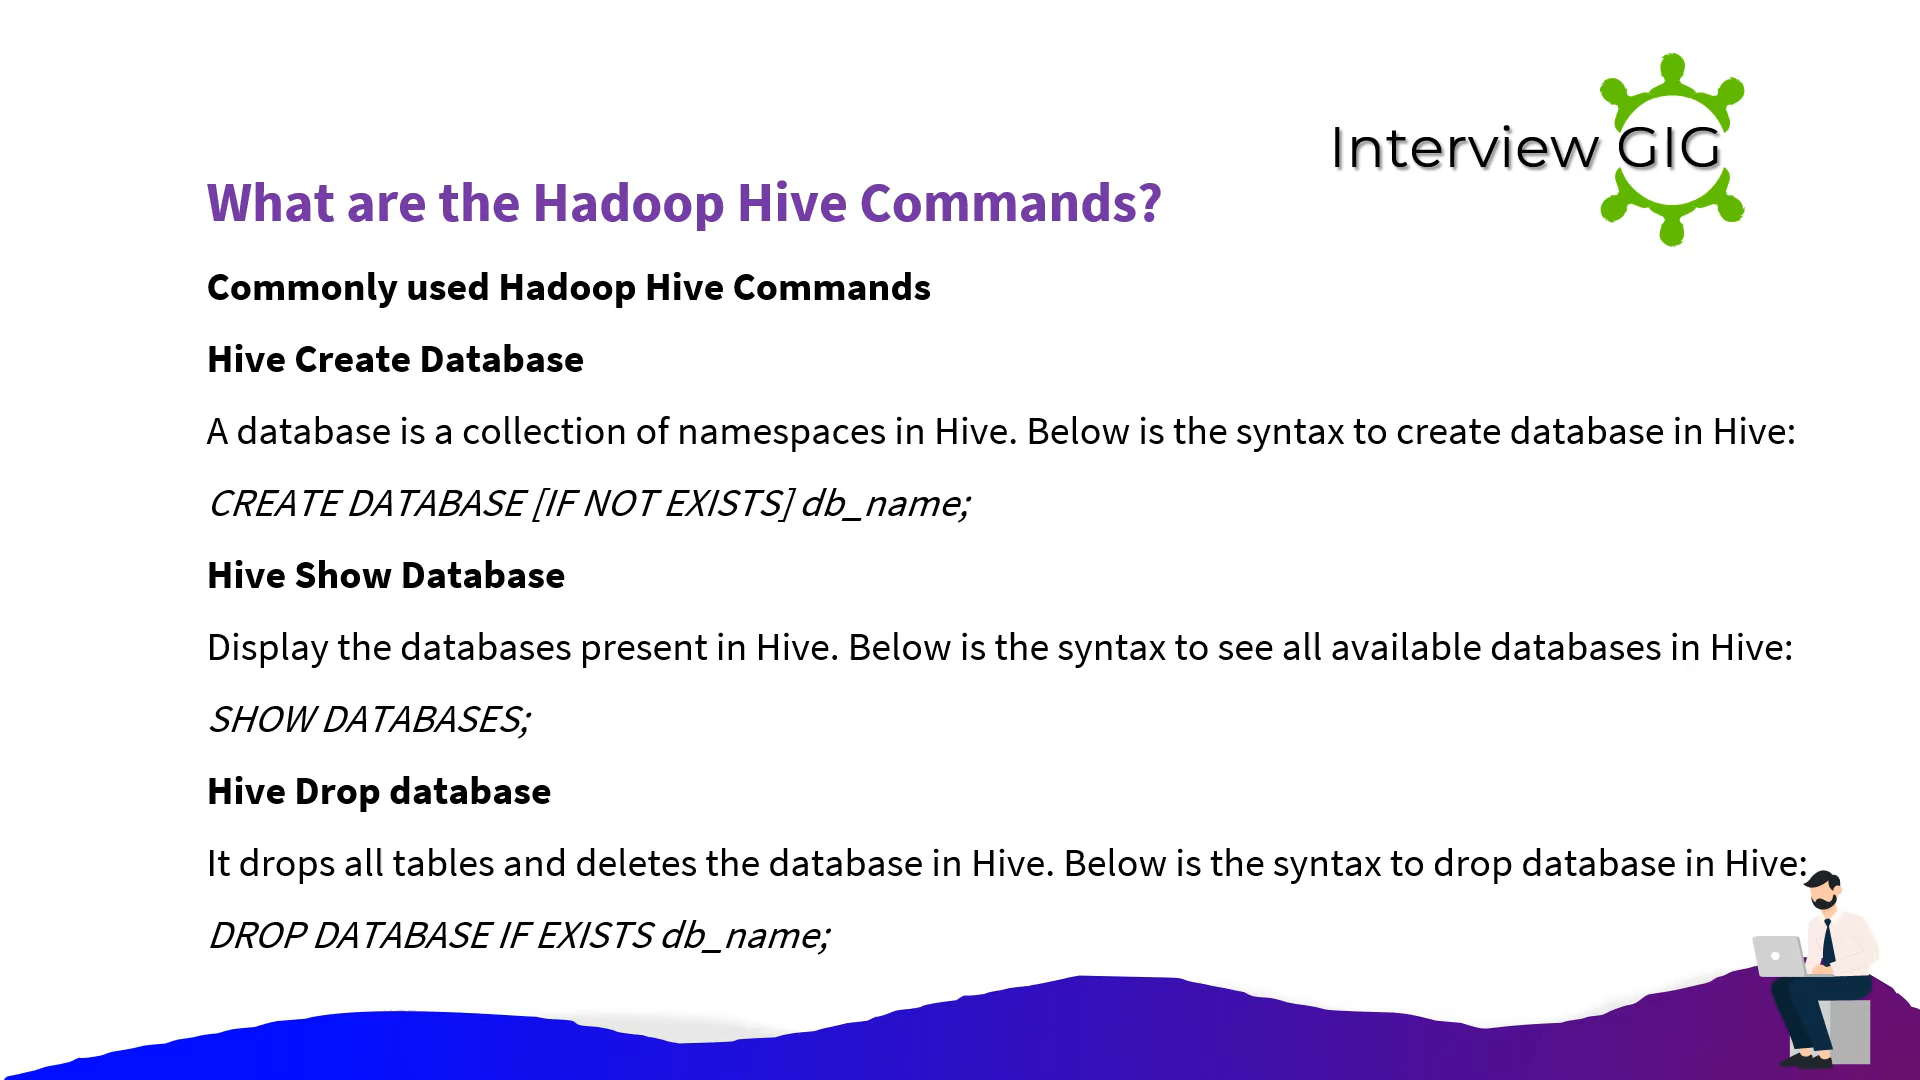 Interview GIG
What are the Hadoop Hive Commands?
Commonly used Hadoop Hive Commands
Hive Create Database
A database is a collection of namespaces in Hive. Below is the syntax to create database in Hive:
CREATE DATABASE [IF NOT EXISTS] db_name;
Hive Show Database
Display the databases present in Hive. Below is the syntax to see all available databases in Hive:
SHOW DATABASES;
Hive Drop database
It drops all tables and deletes the database in Hive. Below is the syntax to drop database in Hive:
DROP DATABASE IF EXISTS db_name;